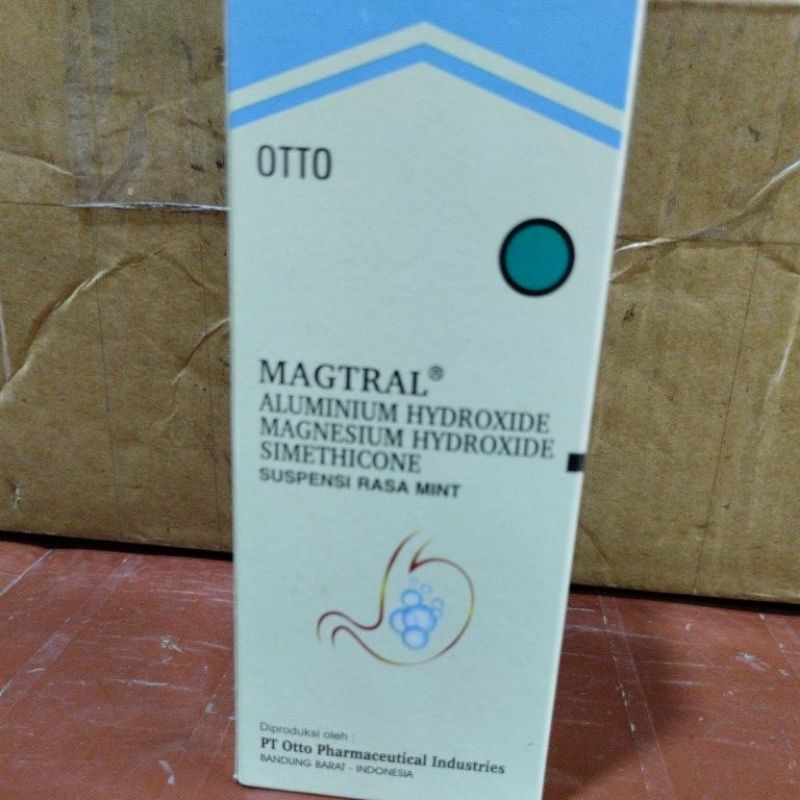 OTTO
MAGTRAL®
ALUMINIUM HYDROXIDE
MAGNESIUM HYDROXIDE
SIMETHICONE
SUSPENSI RASA MINT
Diproduksi oleh :
PT Otto Pharmaceutical Industries
BANDUNG BARAT - INDONESIA